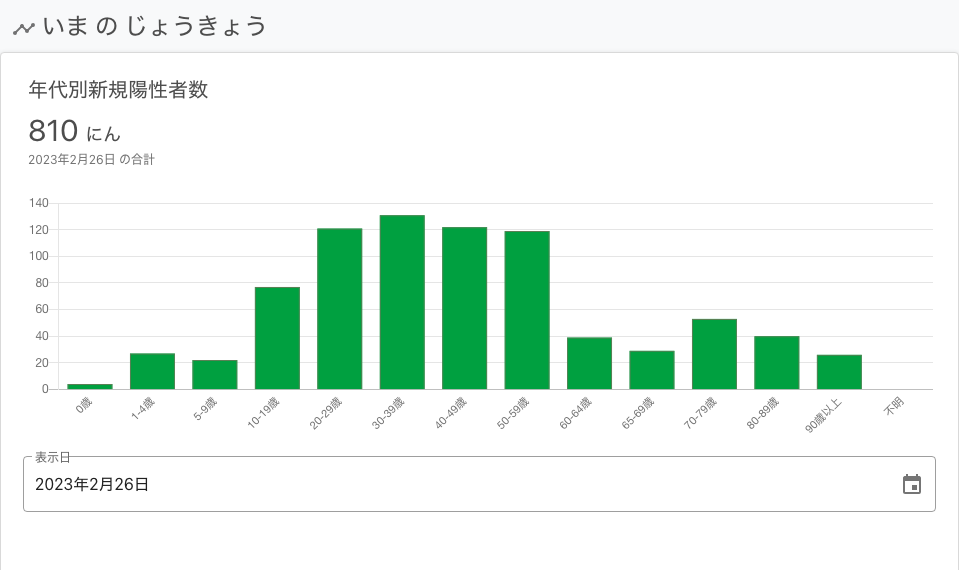 いま の じょうきょう
年代別新規陽性者数
810 にん
2023年2月26日 の合計
140
120
100
80
60
40
20
0
0歳 1-4歳 5-9歳 10-19歳 20-29歳 30-39歳 40-49歳 50-59歳 60-64歳 65-69歳 70-79歳 80-89歳 90歳以上 不明
表示日
2023年2月26日